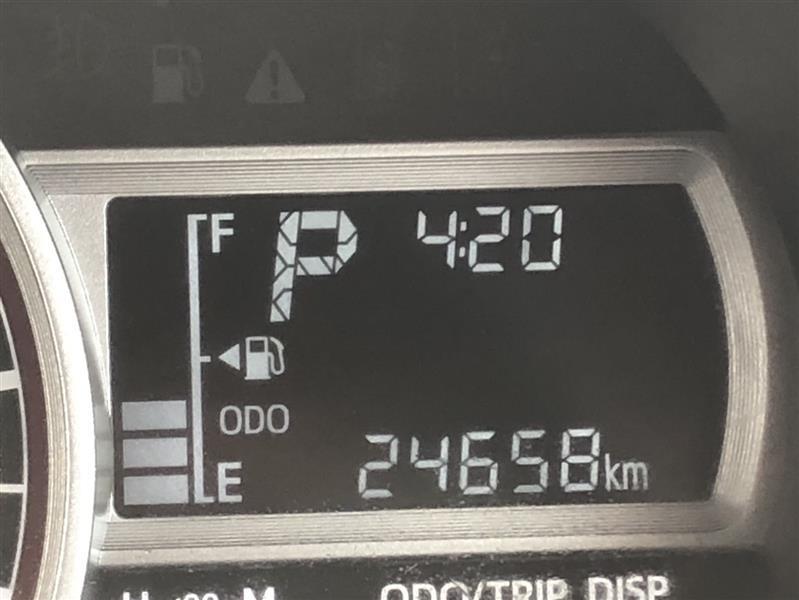 F
P 4:20
ODO
24658km
E
ODO/TRIP DISP